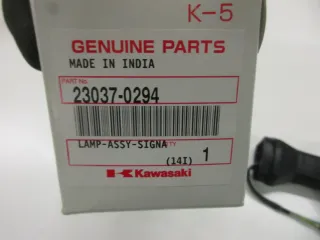 K-5
GENUINE PARTS
MADE IN INDIA
PART No.
23037-0294
LAMP-ASSY-SIGNA
(14I) 1
Kawasaki